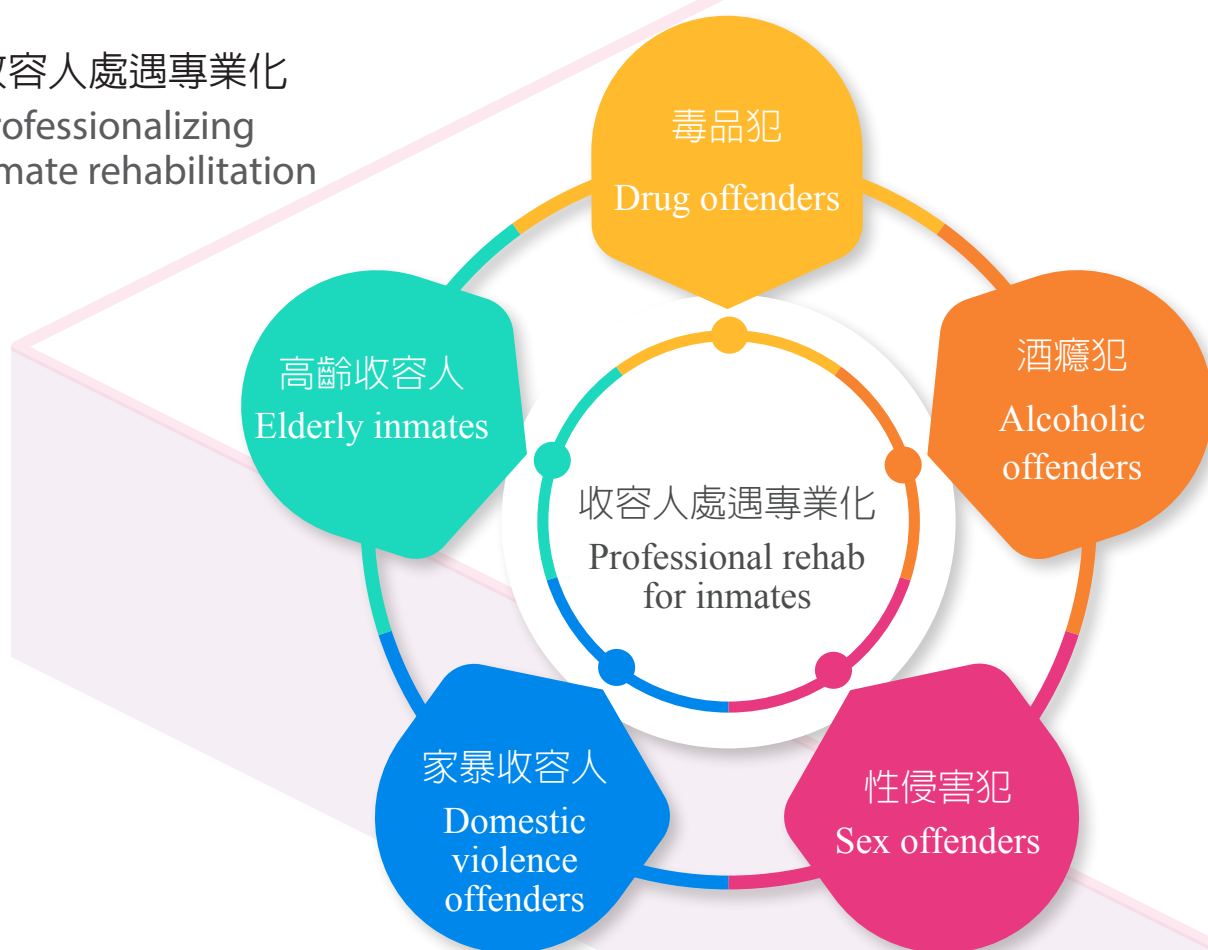 收容人處遇專業化
rofessionalizing
mate rehabilitation
毒品犯
Drug offenders
酒癮犯
Alcoholic
offenders
性侵害犯
Sex offenders
家暴收容人
Domestic
violence
offenders
高齡收容人
Elderly inmates
收容人處遇專業化
Professional rehab
for inmates